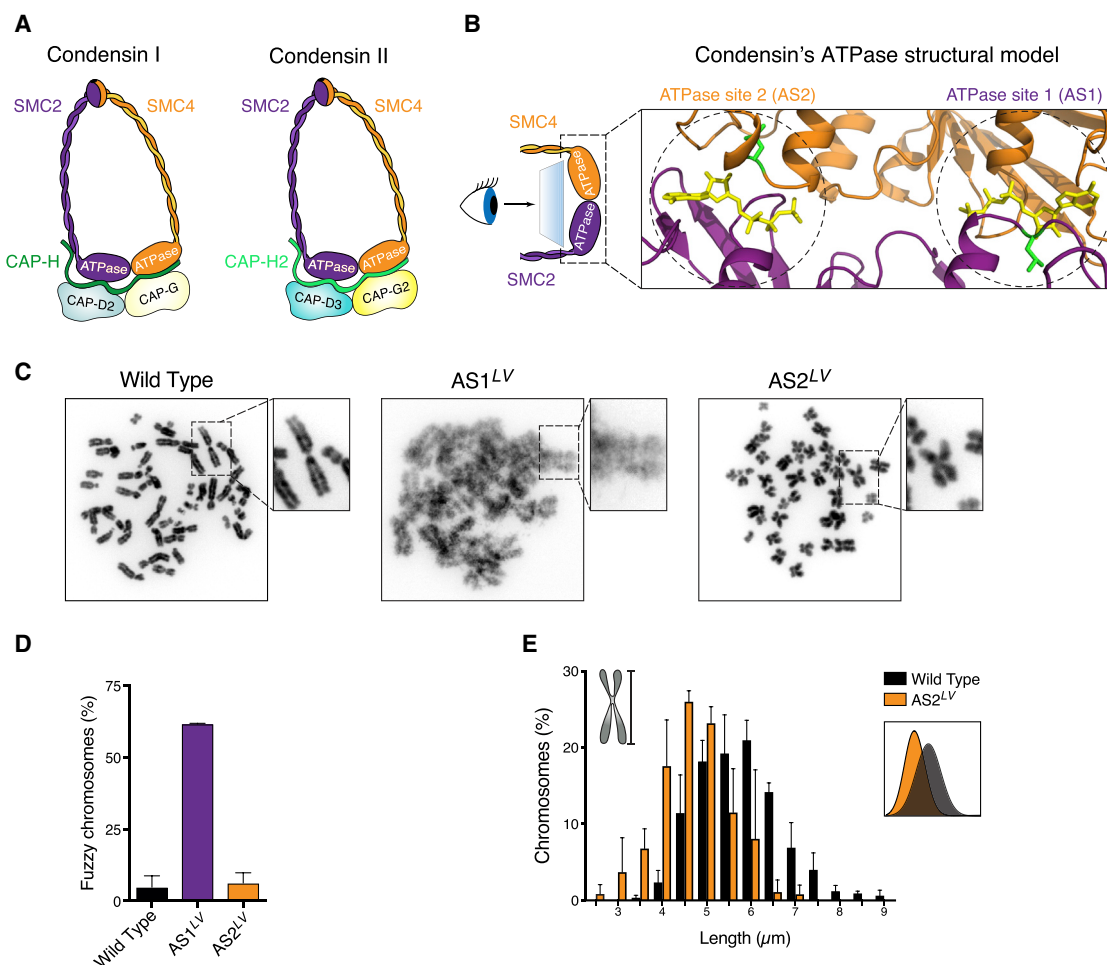 A
Condensin I
Condensin II
SMC2
SMC4
SMC2
SMC4
CAP-H
ATPase
ATPase
CAP-D2
CAP-G
CAP-H2
ATPase
ATPase
CAP-D3
CAP-G2
B
Condensin's ATPase structural model
ATPase site 2 (AS2)
ATPase site 1 (AS1)
SMC4
ATPase
ATPase
SMC2
C
Wild Type
AS1LV
AS2LV
D
Fuzzy chromosomes (%)
75
50
25
0
Wild Type
AS1LV
AS2LV
E
Chromosomes (%)
30
20
10
0
3 4 5 6 7 8 9
Length (µm)
Wild Type
AS2LV